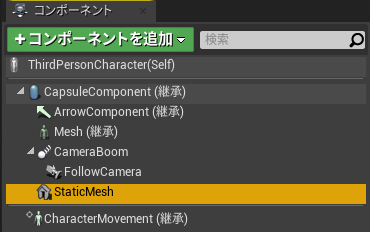 コンポーネント
+コンポーネントを追加
検索
ThirdPersonCharacter(Self)
CapsuleComponent (継承)
ArrowComponent (継承)
Mesh (継承)
CameraBoom
FollowCamera
StaticMesh
CharacterMovement (継承)